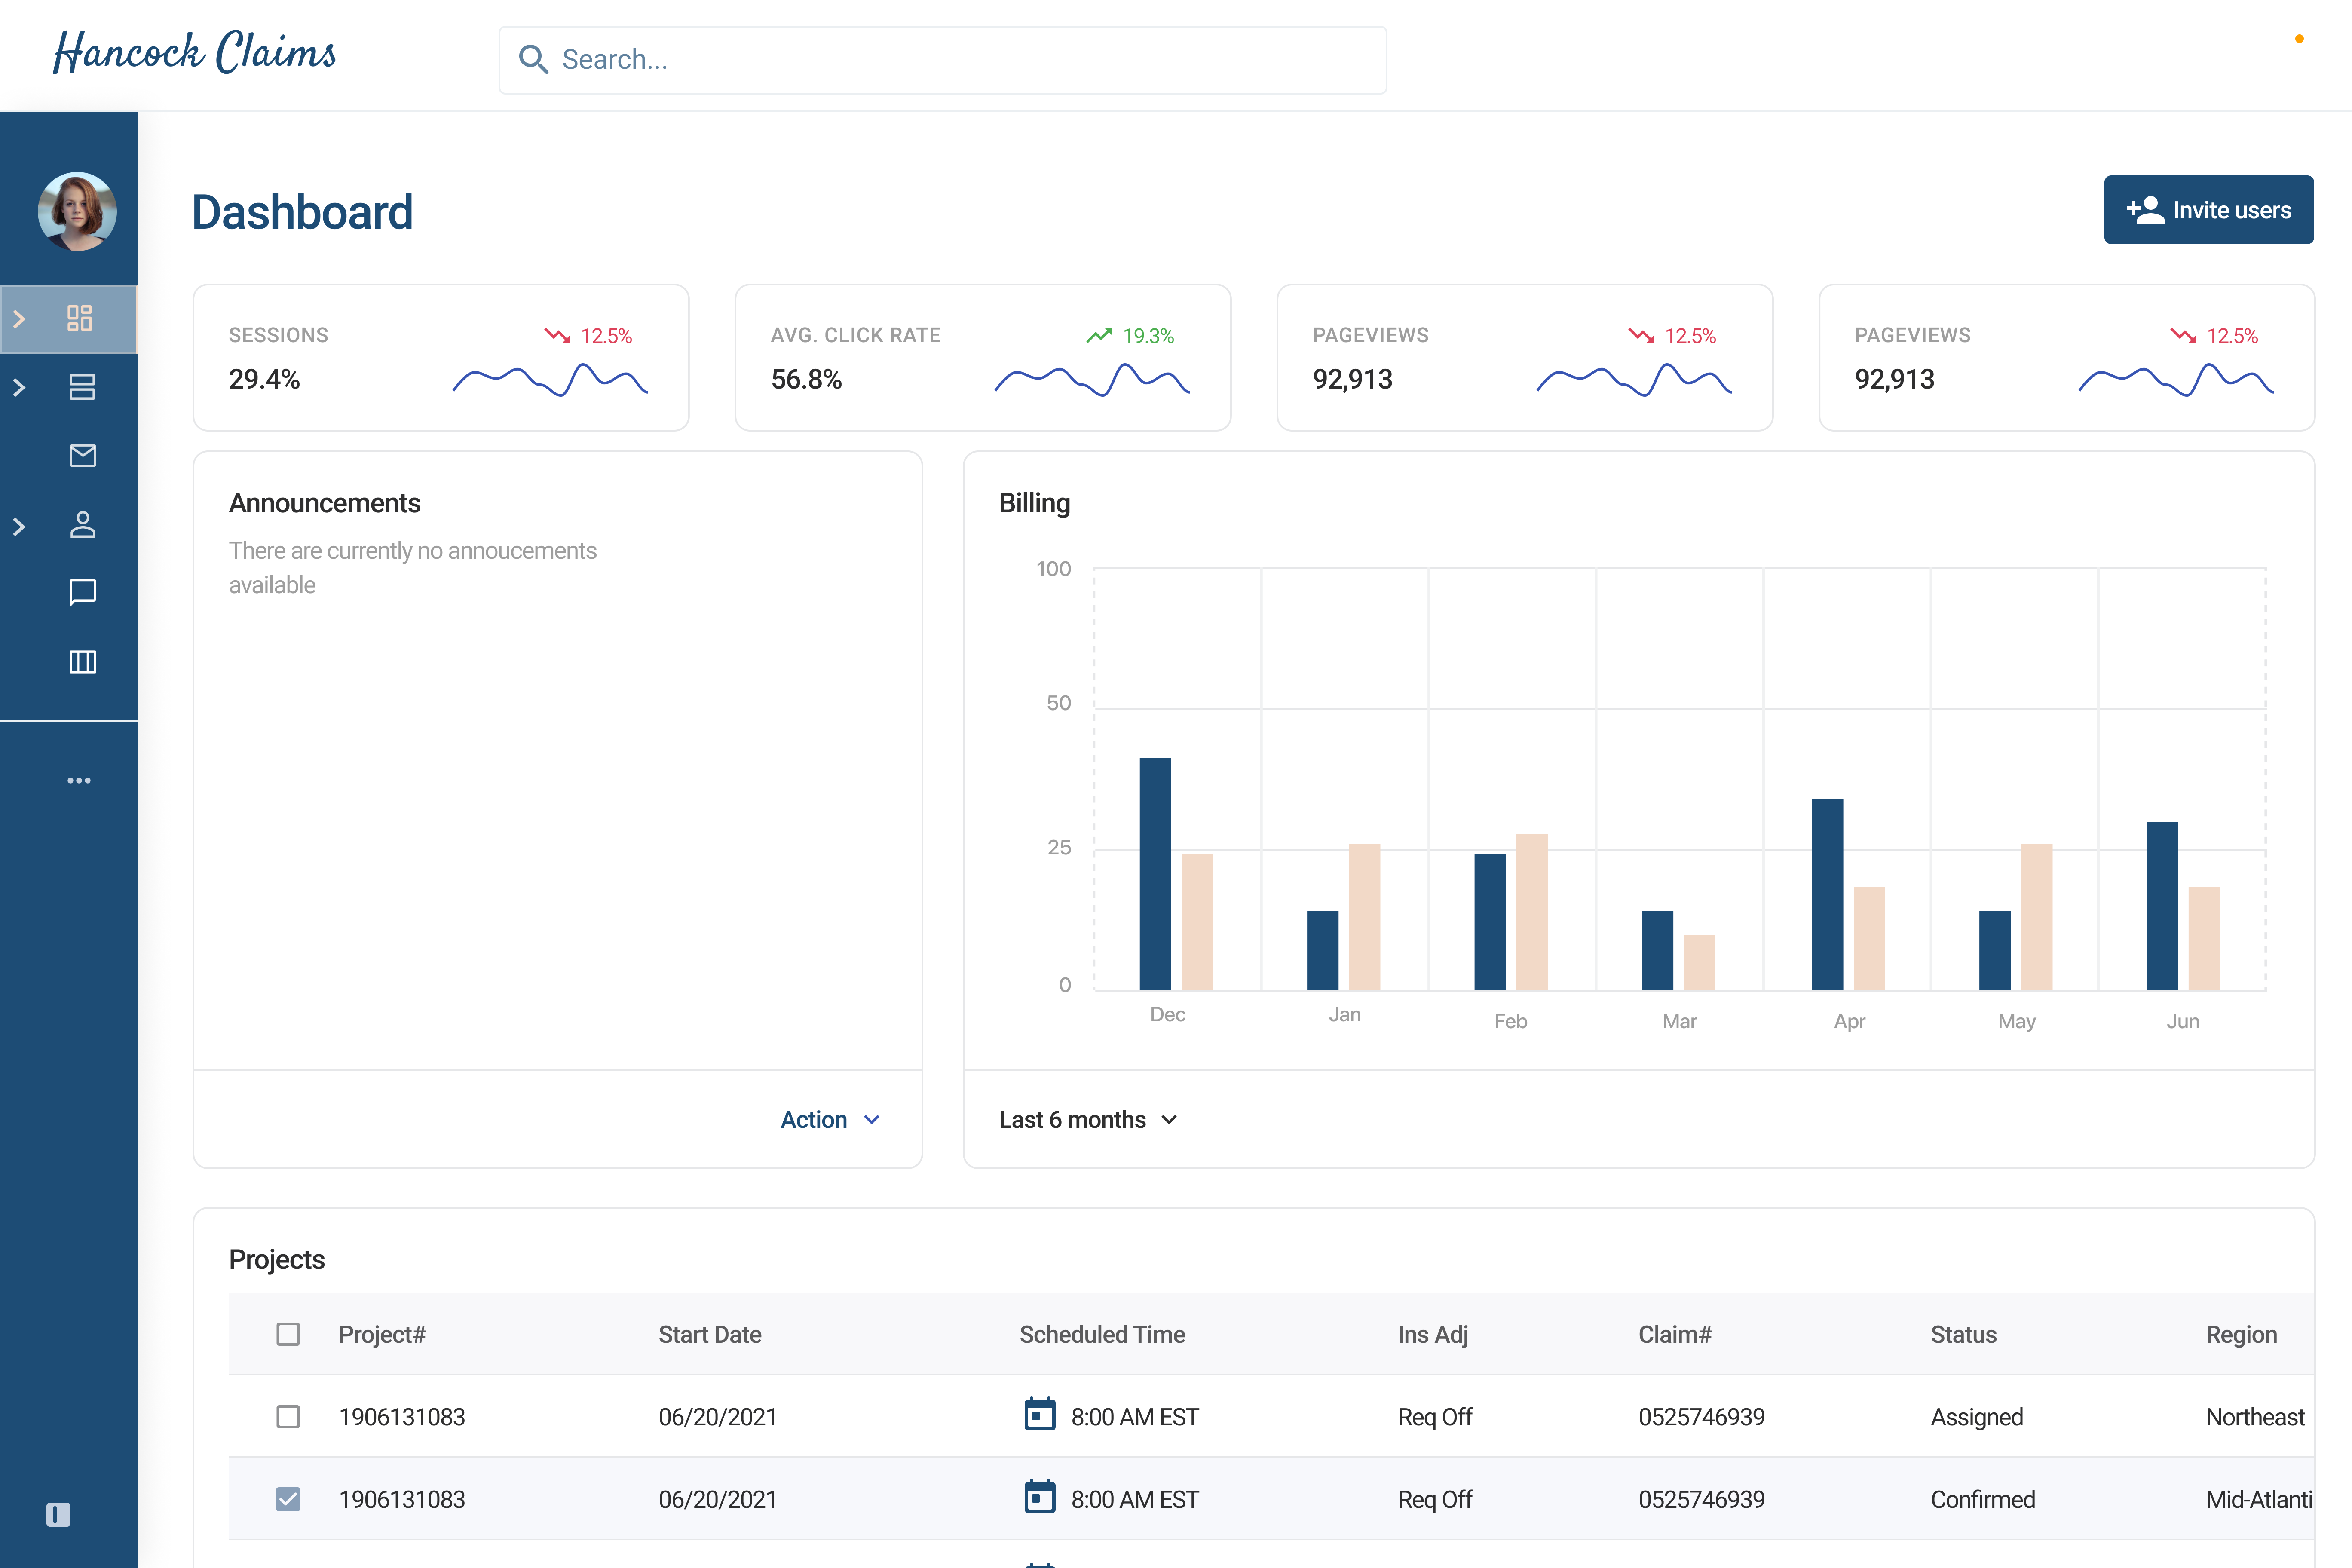 Hancock Claims
Search...
Dashboard
Invite users
SESSIONS
12.5%
29.4%
AVG. CLICK RATE
19.3%
56.8%
PAGEVIEWS
12.5%
92,913
PAGEVIEWS
12.5%
92,913
Announcements
There are currently no annoucements
available
Action
Billing
100
50
25
0
Dec Jan Feb Mar Apr May Jun
Last 6 months
Projects
Project# Start Date Scheduled Time Ins Adj Claim# Status Region
1906131083 06/20/2021 8:00 AM EST Req Off 0525746939 Assigned Northeast
1906131083 06/20/2021 8:00 AM EST Req Off 0525746939 Confirmed Mid-Atlanti